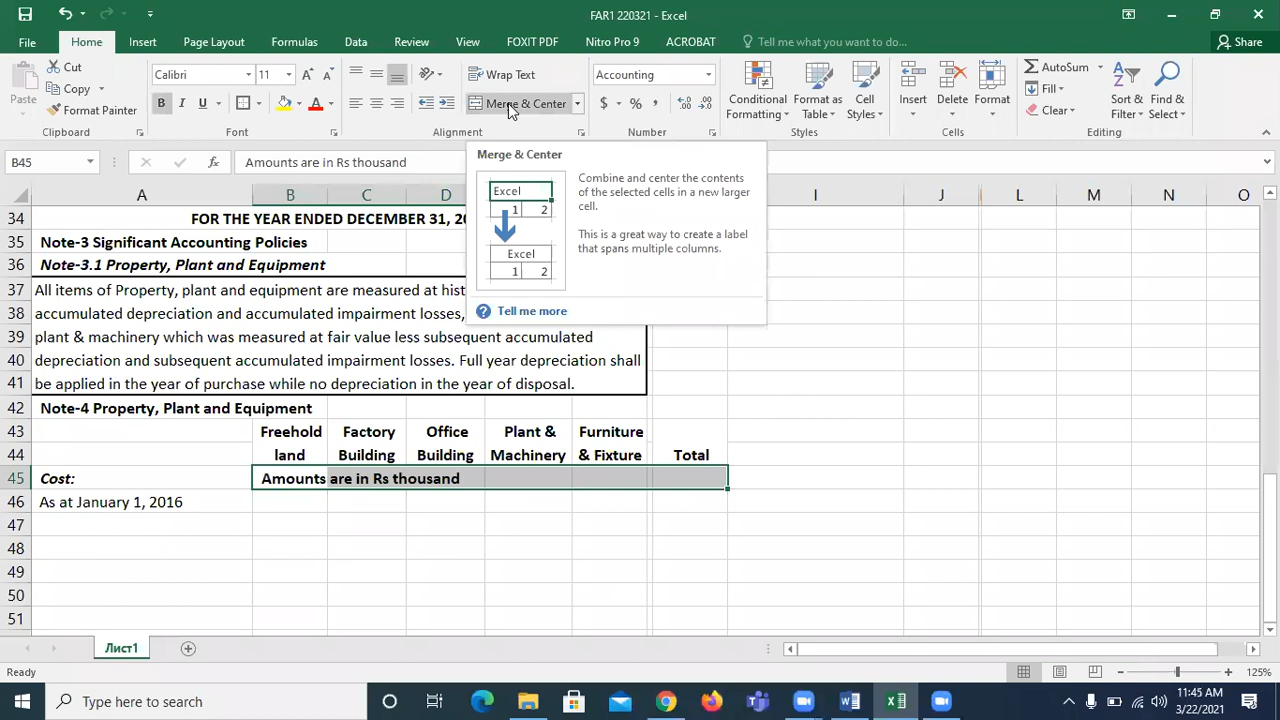 FAR1 220321 - Excel
File Home Insert Page Layout Formulas Data Review View FOXIT PDF Nitro Pro 9 ACROBAT Tell me what you want to do... Share
Paste
Cut
Copy
Format Painter
Calibri 11
B I U
Wrap Text
Merge & Center
Accounting
$ % ,
Conditional Formatting
Format as Table
Cell Styles
Insert Delete Format
AutoSum
Fill
Clear
Sort & Filter
Find & Select
Clipboard Font Alignment Number Styles Cells Editing
B45 fx Amounts are in Rs thousand
Merge & Center
Excel
1 2
Excel
1 2
Combine and center the contents
of the selected cells in a new larger
cell.
This is a great way to create a label
that spans multiple columns.
Tell me more
A B C D I J L M N O
34 FOR THE YEAR ENDED DECEMBER 31, 20
35 Note-3 Significant Accounting Policies
36 Note-3.1 Property, Plant and Equipment
37 All items of Property, plant and equipment are measured at hist
38 accumulated depreciation and accumulated impairment losses,
39 plant & machinery which was measured at fair value less subsequent accumulated
40 depreciation and subsequent accumulated impairment losses. Full year depreciation shall
41 be applied in the year of purchase while no depreciation in the year of disposal.
42 Note-4 Property, Plant and Equipment
43 Freehold Factory Office Plant & Furniture
44 land Building Building Machinery & Fixture Total
45 Cost: Amounts are in Rs thousand
46 As at January 1, 2016
47
48
49
50
51
Лист1
Ready 125%
Type here to search
11:45 AM
3/22/2021